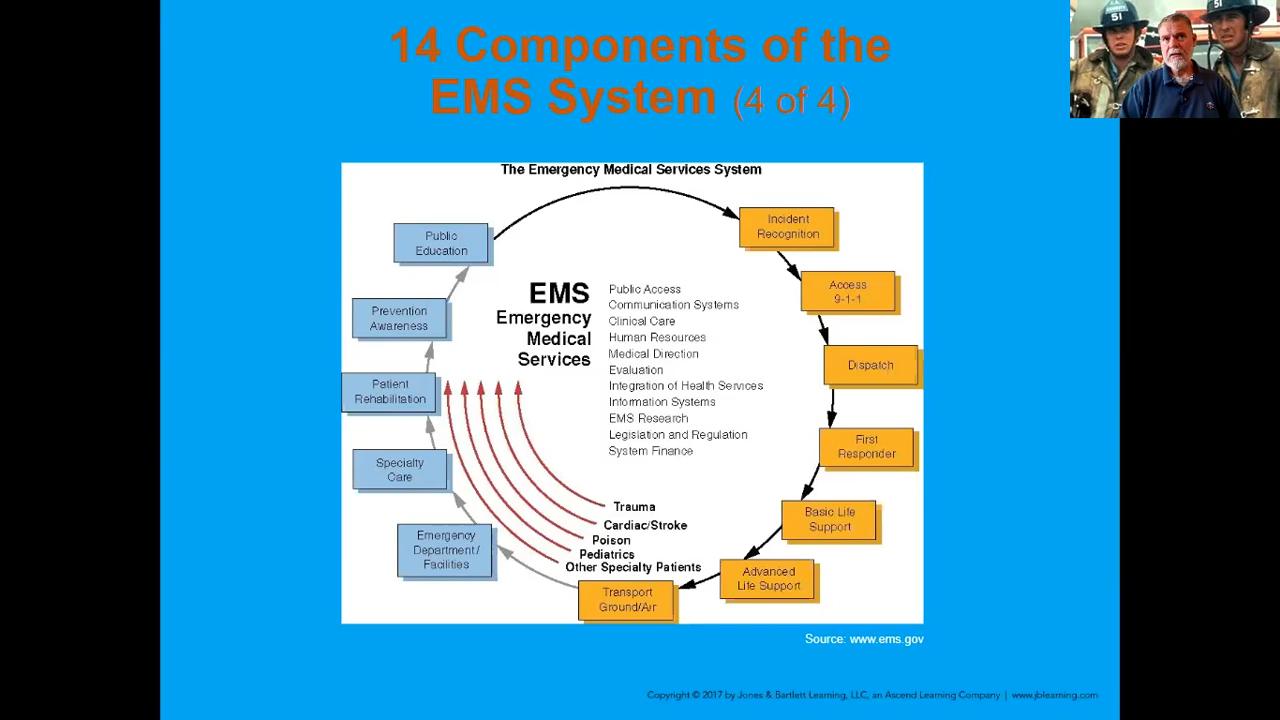 14 Components of the
EMS System (4 of 4)
51
51
The Emergency Medical Services System
Public
Education
Incident
Recognition
Prevention
Awareness
Access
9-1-1
EMS
Emergency
Medical
Services
Public Access
Communication Systems
Clinical Care
Human Resources
Medical Direction
Evaluation
Integration of Health Services
Information Systems
EMS Research
Legislation and Regulation
System Finance
Dispatch
Patient
Rehabilitation
First
Responder
Specialty
Care
Basic Life
Support
Trauma
Cardiac/Stroke
Poison
Pediatrics
Other Specialty Patients
Emergency
Department/
Facilities
Advanced
Life Support
Transport
Ground/Air
Source: www.ems.gov
Copyright © 2017 by Jones & Bartlett Learning, LLC, an Ascend Learning Company | www.jblearning.com